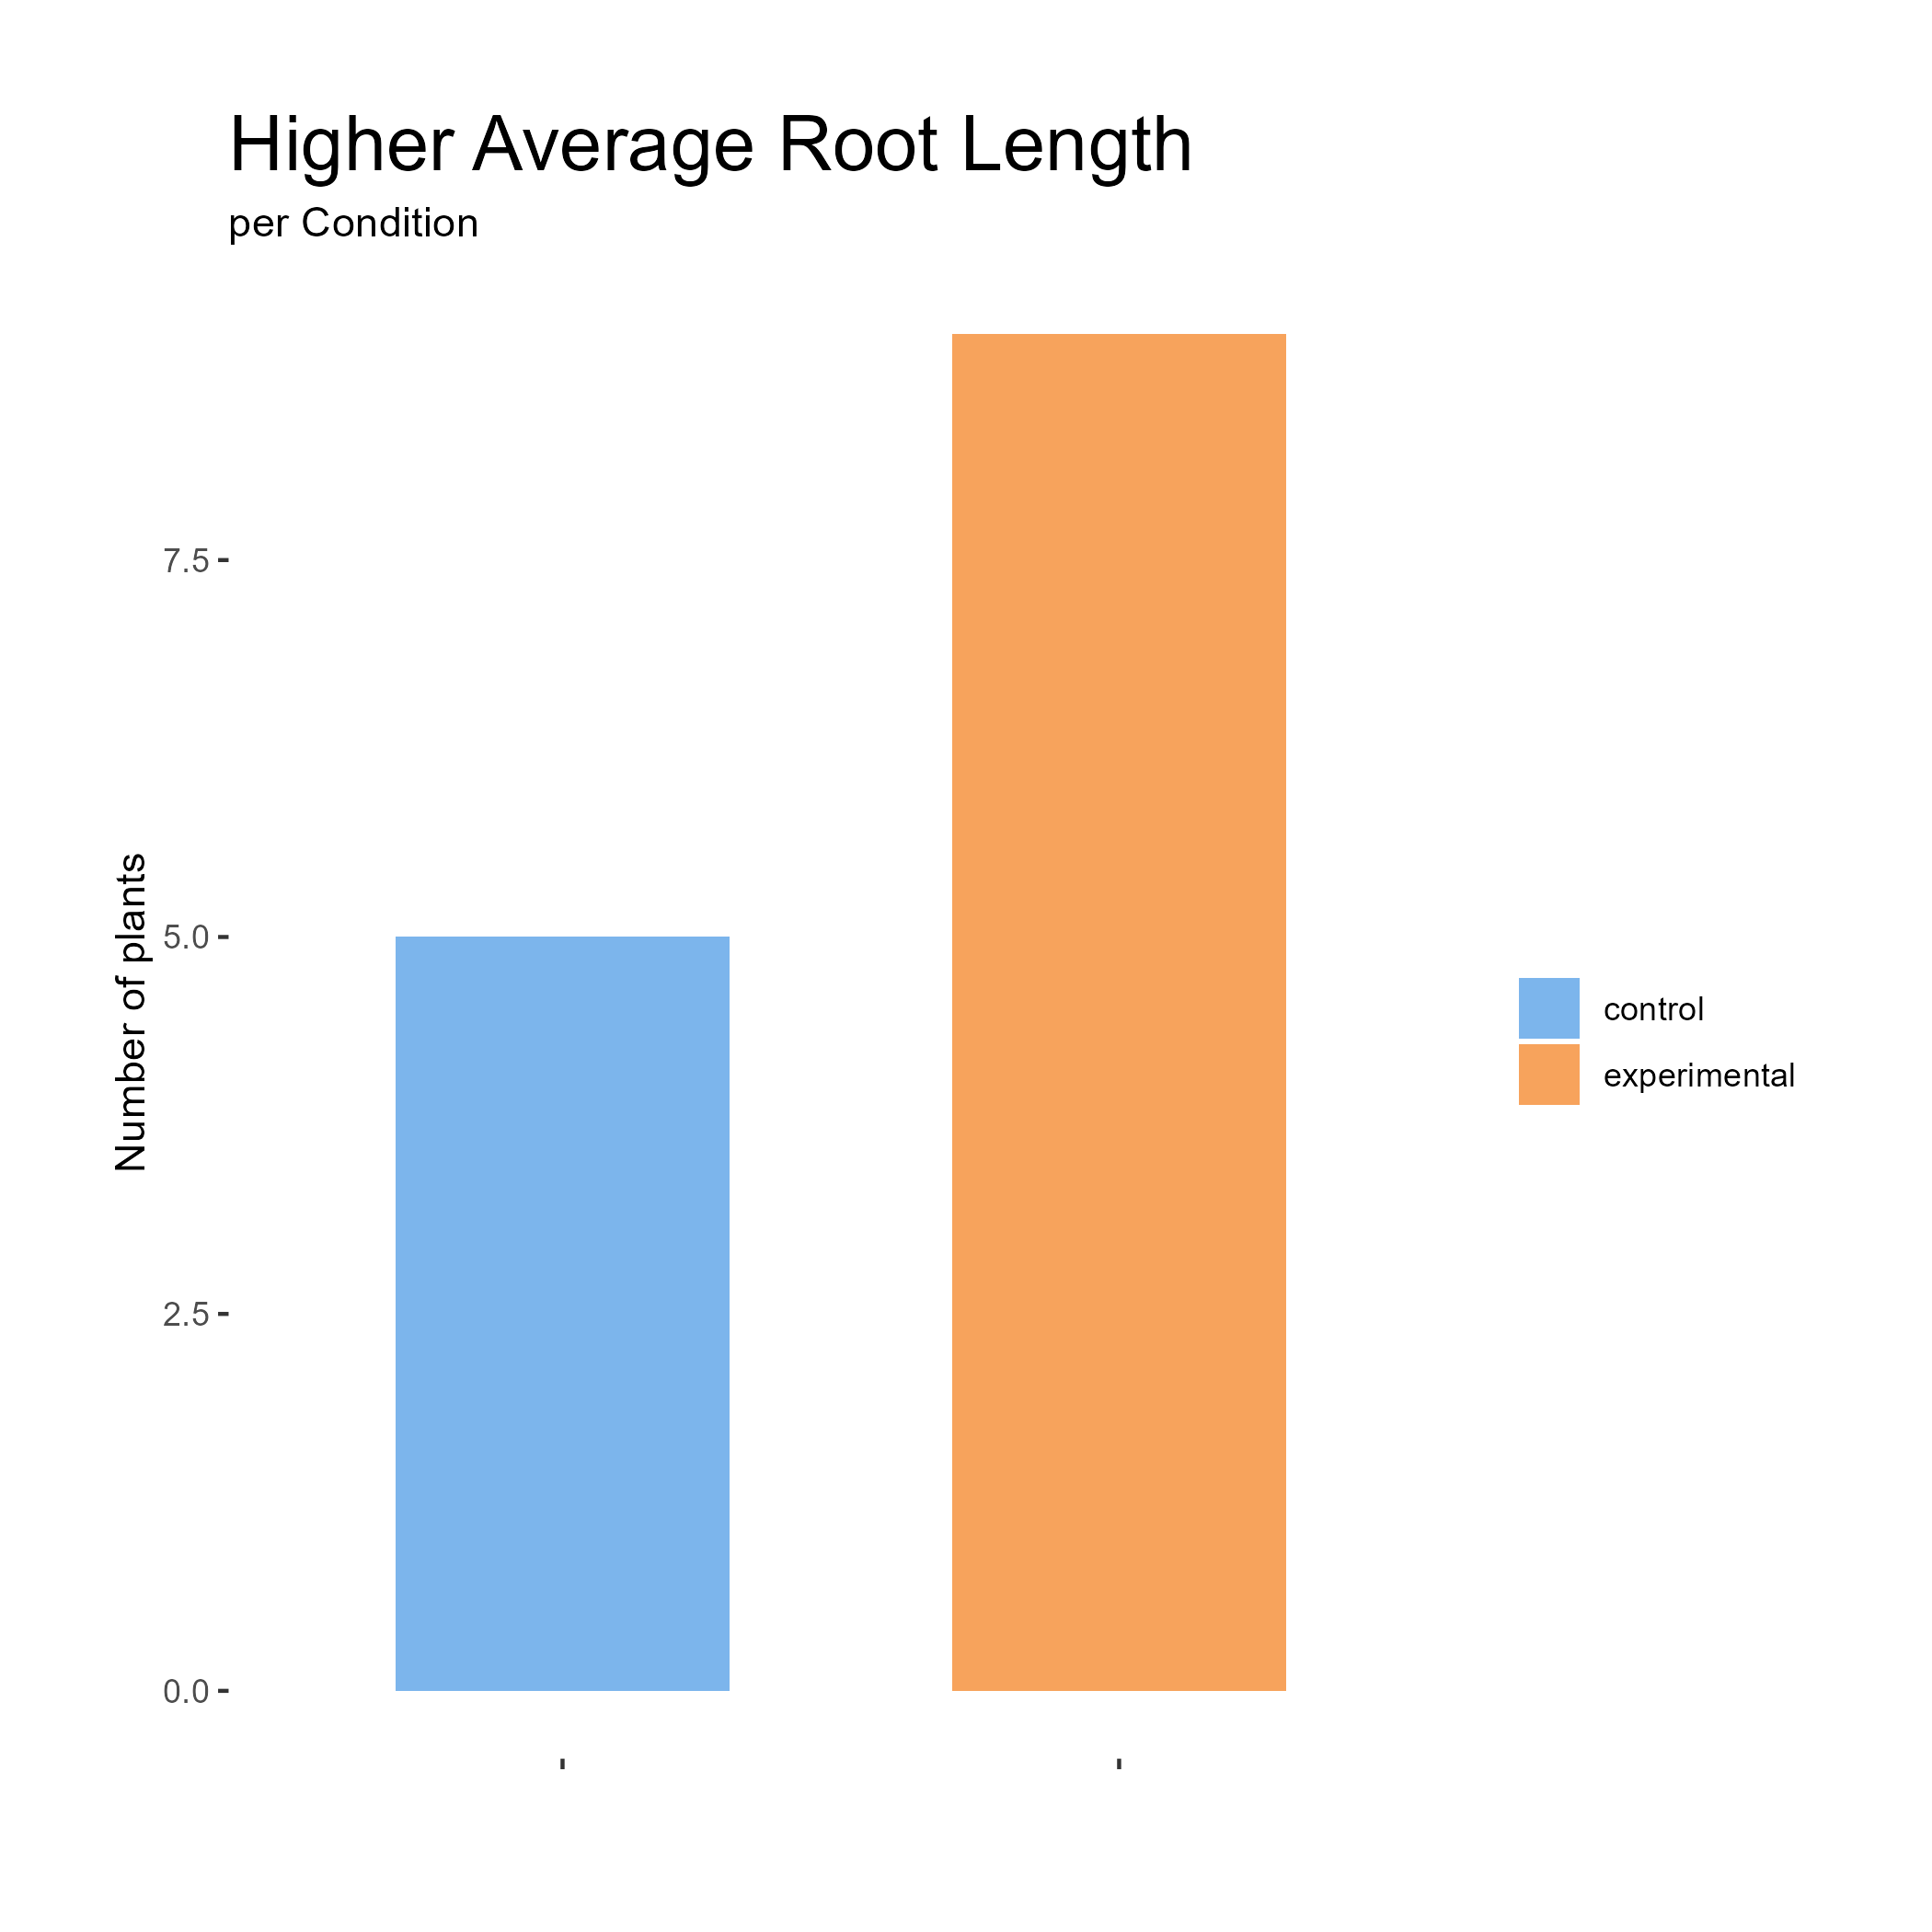 Higher Average Root Length
per Condition
Number of plants
7.5
5.0
2.5
0.0
control
experimental